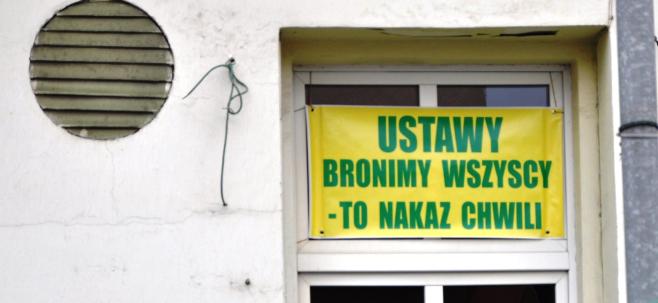 USTAWY
BRONIMY WSZYSCY
- TO NAKAZ CHWILI